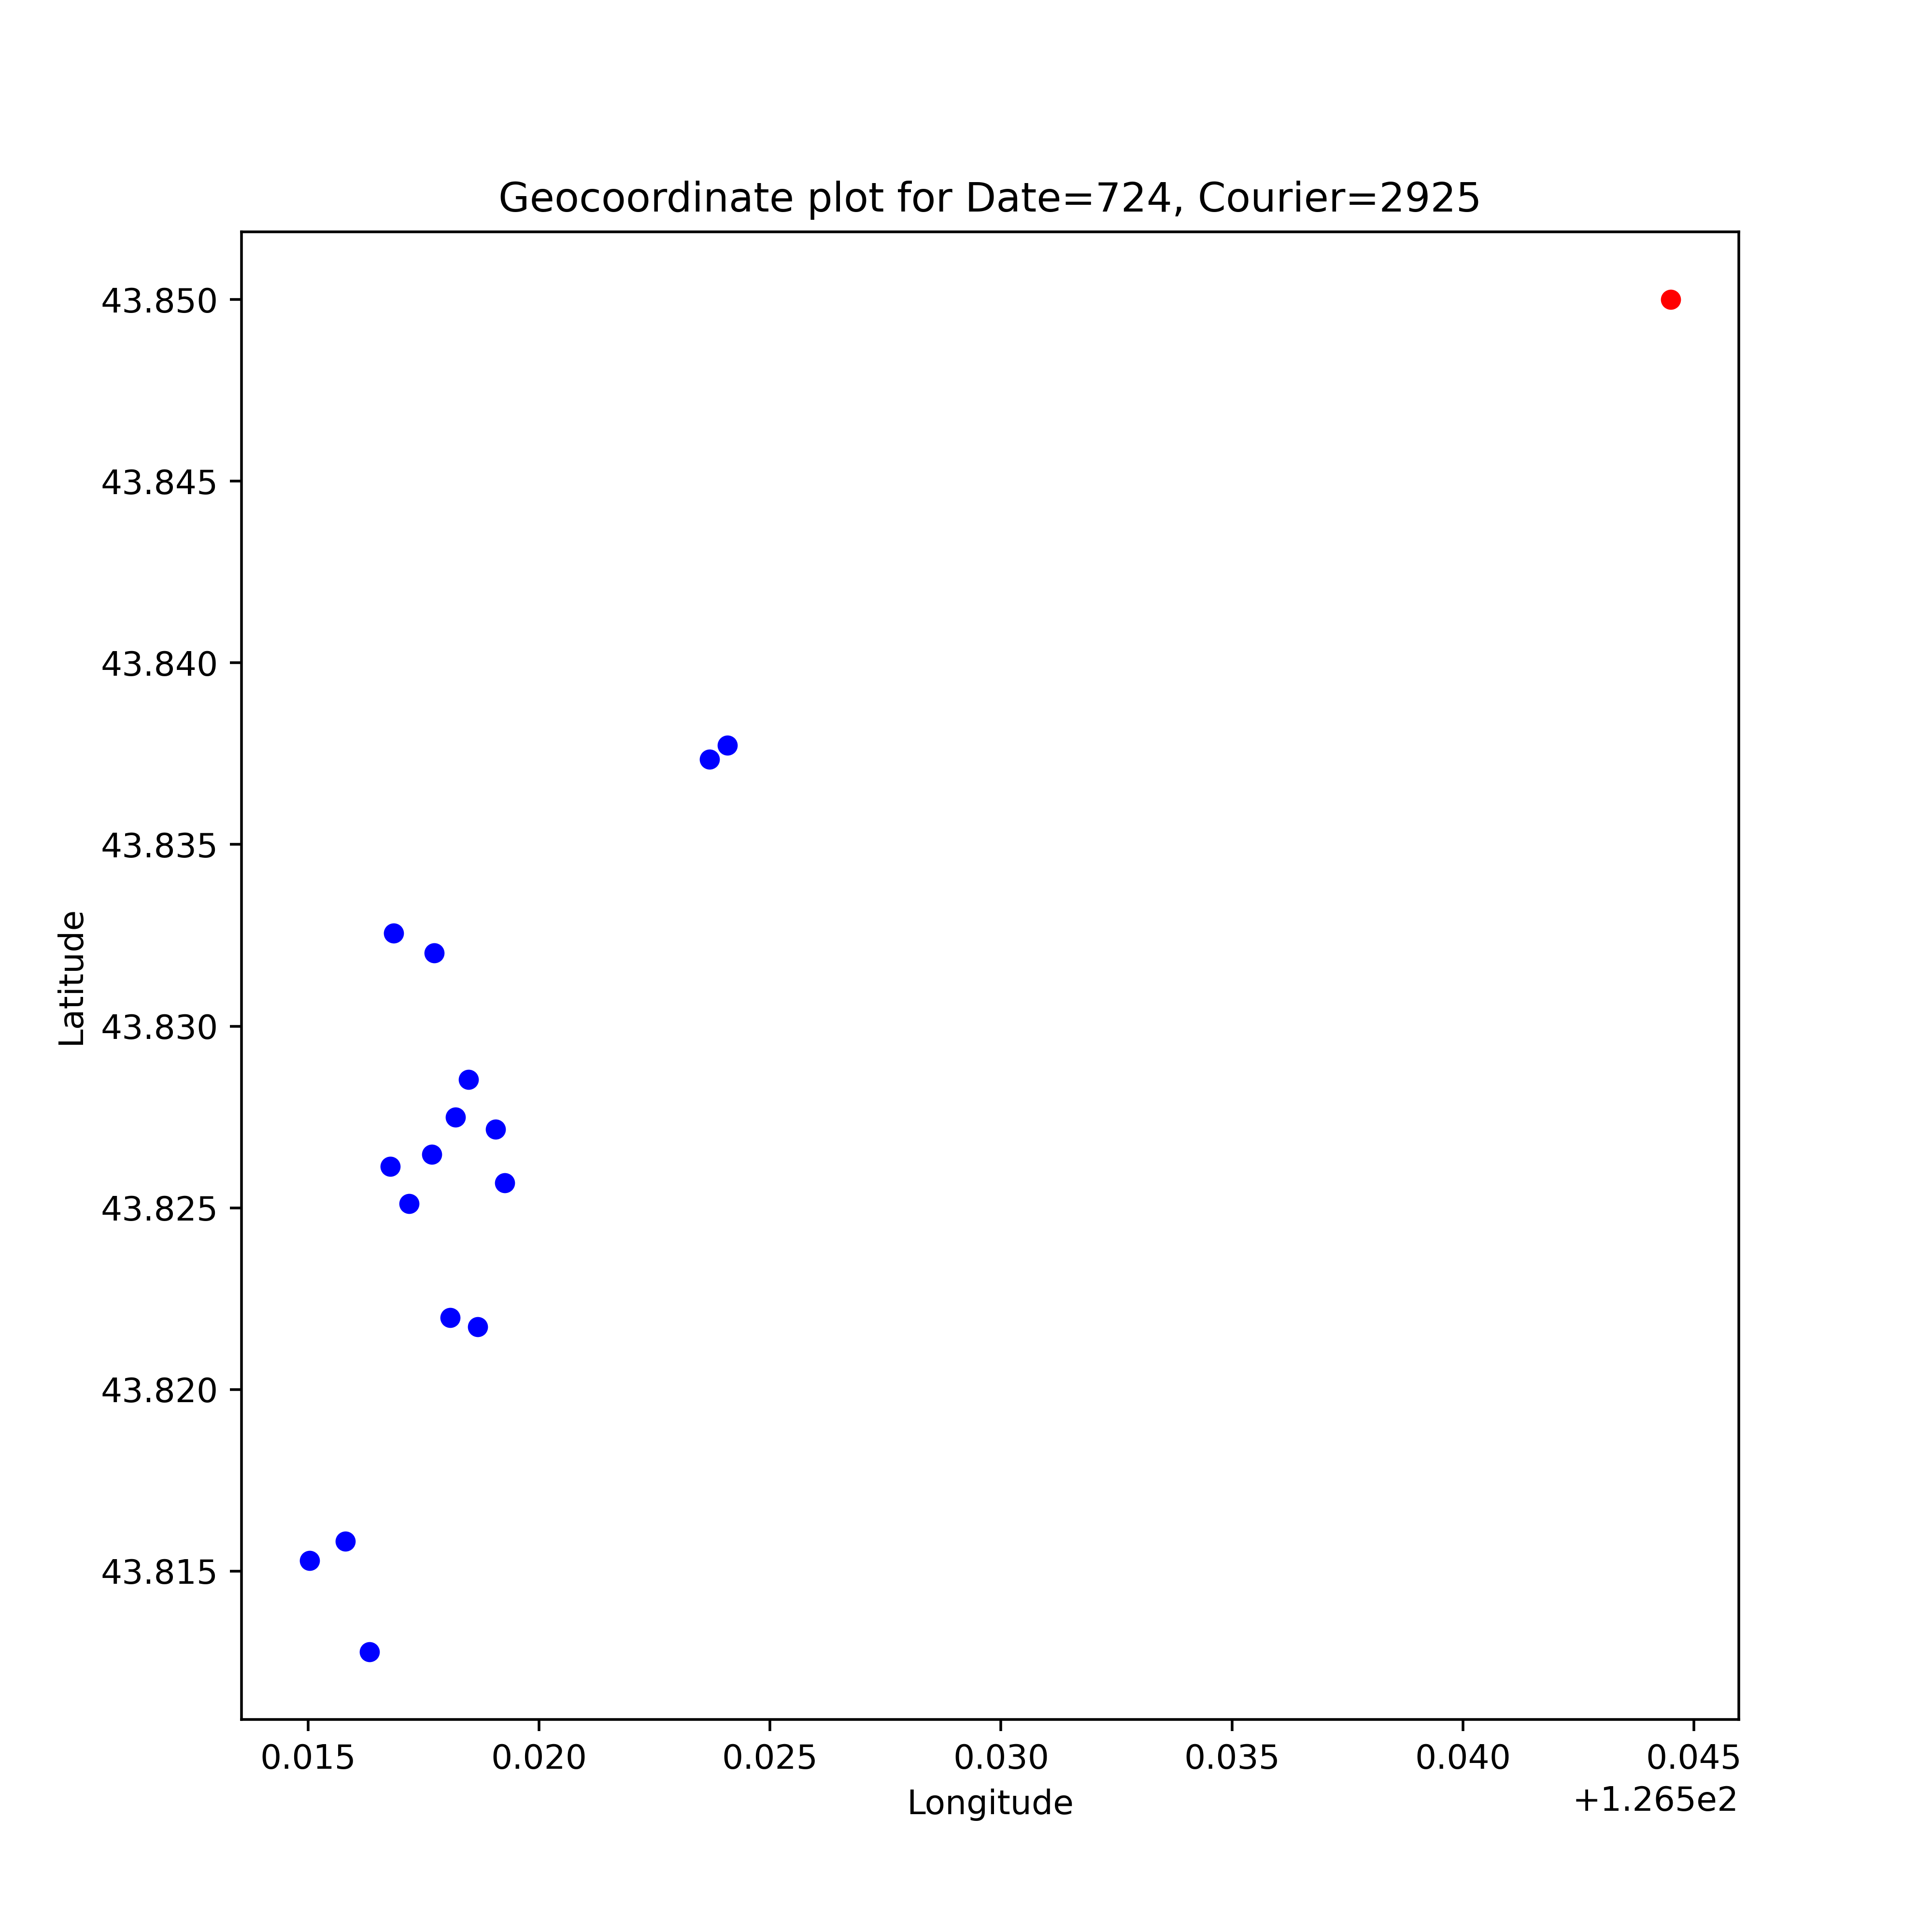 Geocoordinate plot for Date=724, Courier=2925
43.850
43.845
43.840
43.835
43.830
43.825
43.820
43.815
Latitude
0.015 0.020 0.025 0.030 0.035 0.040 0.045
Longitude
+1.265e2